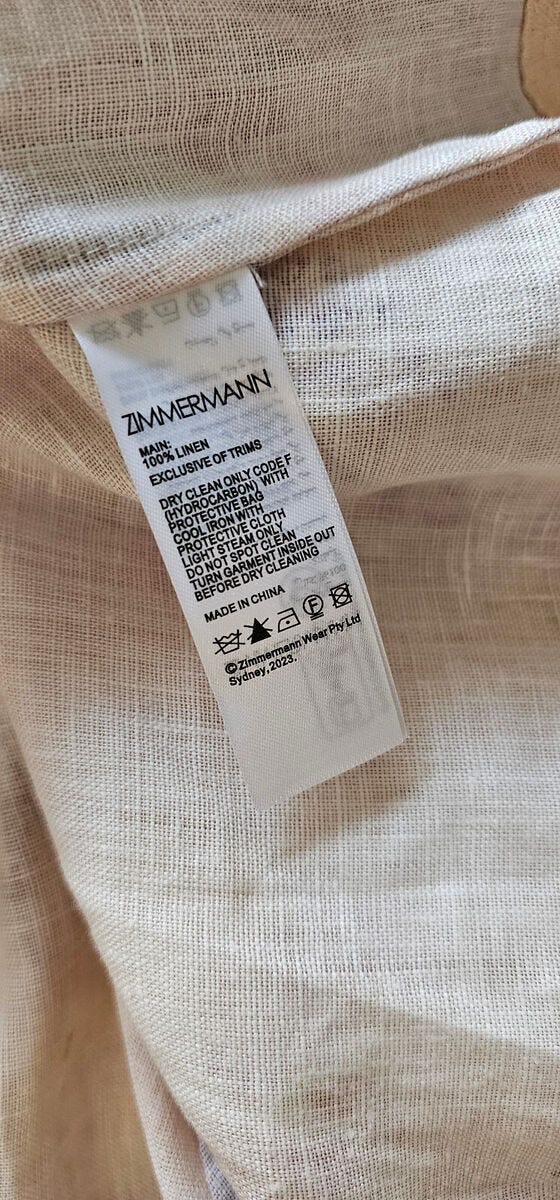 ZIMMERMANN
MAIN:
100% LINEN
EXCLUSIVE OF TRIMS
DRY CLEAN ONLY CODE F
(HYDROCARBON) WITH
PROTECTIVE BAG
COOL IRON WITH
PROTECTIVE CLOTH
LIGHT STEAM ONLY
DO NOT SPOT CLEAN
TURN GARMENT INSIDE OUT
BEFORE DRY CLEANING
MADE IN CHINA
F
©Zimmermann Wear Pty Ltd
Sydney,2023.